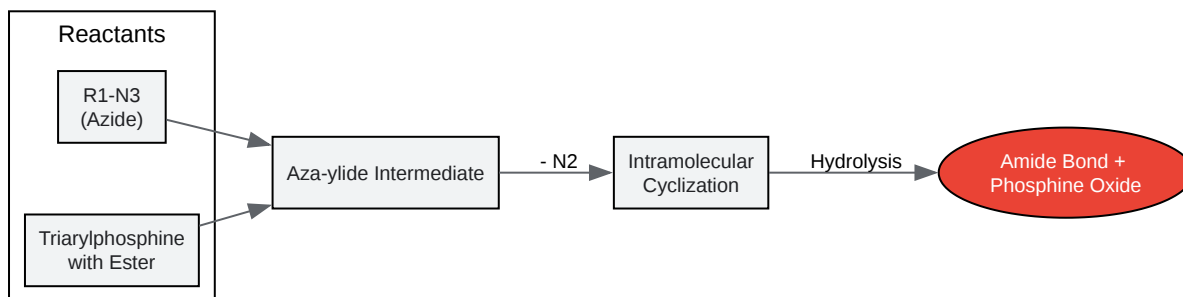 Reactants
R1-N3
(Azide)
Triarylphosphine
with Ester
Aza-ylide Intermediate
- N2
Intramolecular
Cyclization
Hydrolysis
Amide Bond +
Phosphine Oxide